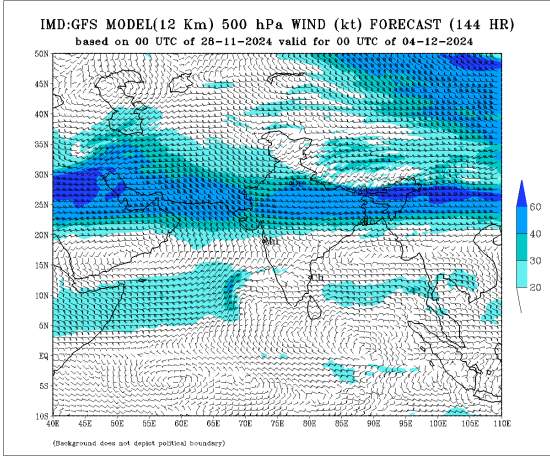 IMD:GFS MODEL(12 Km) 500 hPa WIND (kt) FORECAST (144 HR)
based on 00 UTC of 28-11-2024 valid for 00 UTC of 04-12-2024
50N
45N
40N
35N
30N
25N
20N
15N
10N
5N
EQ
5S
10S
40E 45E 50E 55E 60E 65E 70E 75E 80E 85E 90E 95E 100E 105E 110E
60
40
30
20
(Background does not depict political boundary)